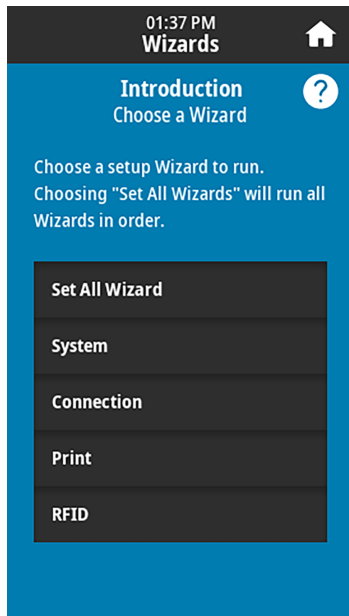 01:37 PM
Wizards
Introduction
?
Choose a Wizard
Choose a setup Wizard to run.
Choosing "Set All Wizards" will run all
Wizards in order.
Set All Wizard
System
Connection
Print
RFID